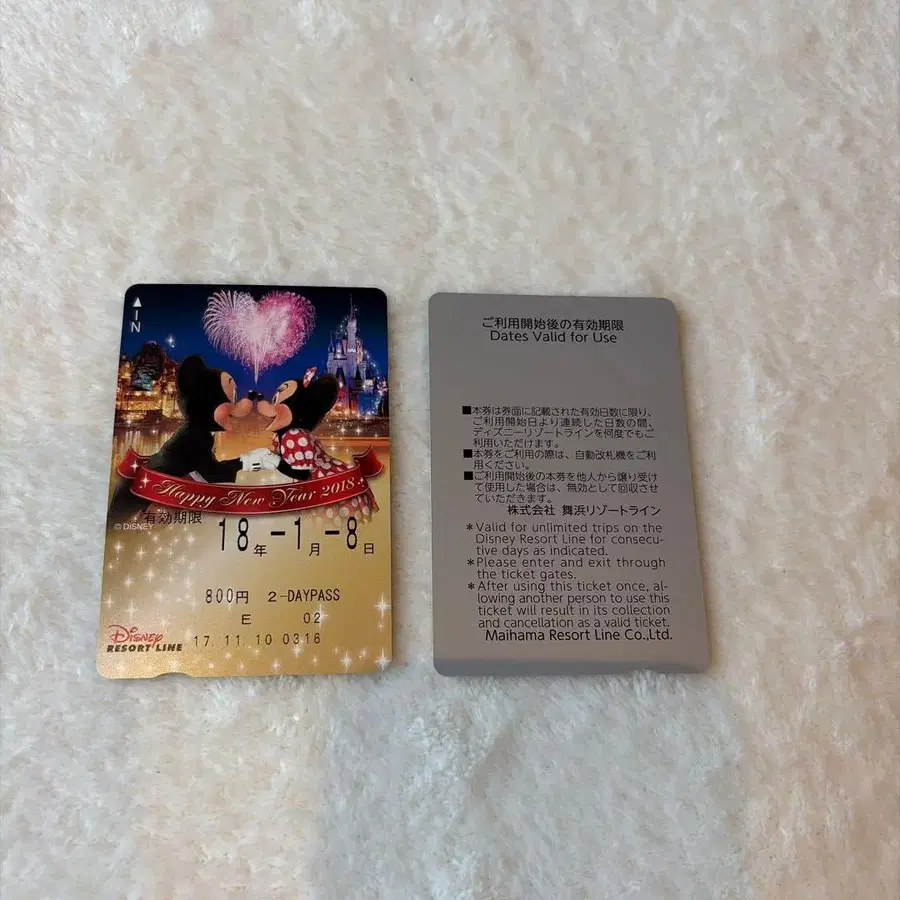 ▲IN
Happy New Year 2018
有効期限
© DISNEY
18年-1月-8日
800円 2-DAYPASS
E 02
Disney
RESORT LINE
17.11.10 0316
ご利用開始後の有効期限
Dates Valid for Use
■本券は券面に記載された有効日数に限り、
ご利用開始日より連続した日数の間、
ディズニーリゾートラインを何度でもご
利用いただけます。
■本券をご利用の際は、自動改札機をご利
用ください。
■ご利用開始後の本券を他人から譲り受け
て使用した場合は、無効として回収させ
ていただきます。
株式会社 舞浜リゾートライン
*Valid for unlimited trips on the
Disney Resort Line for consecu-
tive days as indicated.
*Please enter and exit through
the ticket gates.
*After using this ticket once, al-
lowing another person to use this
ticket will result in its collection
and cancellation as a valid ticket.
Maihama Resort Line Co.,Ltd.